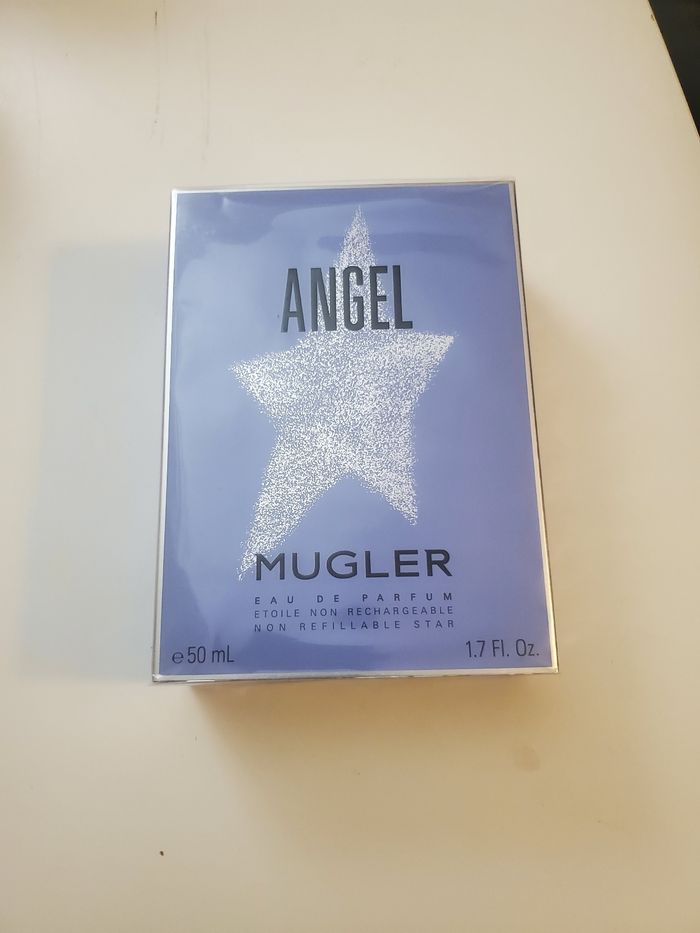 ANGEL
MUGLER
EAU DE PARFUM
ETOILE NON RECHARGEABLE
NON REFILLABLE STAR
℮50 mL 1.7 Fl. Oz.